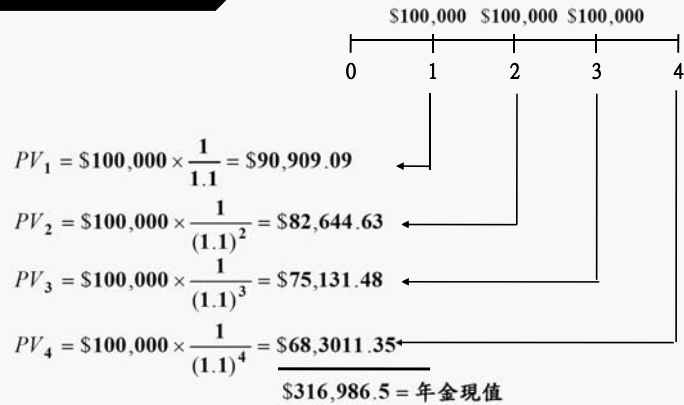 $100,000 $100,000 $100,000
0 1 2 3 4
PV₁ = $100,000 × 1/1.1 = $90,909.09
PV₂ = $100,000 × 1/(1.1)² = $82,644.63
PV₃ = $100,000 × 1/(1.1)³ = $75,131.48
PV₄ = $100,000 × 1/(1.1)⁴ = $68,3011.35
$316,986.5 = 年金現值